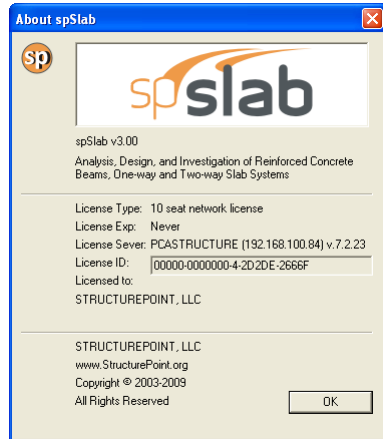 About spSlab
sp
spslab
spSlab v3.00
Analysis, Design, and Investigation of Reinforced Concrete
Beams, One-way and Two-way Slab Systems
License Type: 10 seat network license
License Exp: Never
License Sever: PCASTRUCTURE (192.168.100.84) v.7.2.23
License ID: 00000-0000000-4-2D2DE-2666F
Licensed to:
STRUCTUREPOINT, LLC
STRUCTUREPOINT, LLC
www.StructurePoint.org
Copyright © 2003-2009
All Rights Reserved
OK